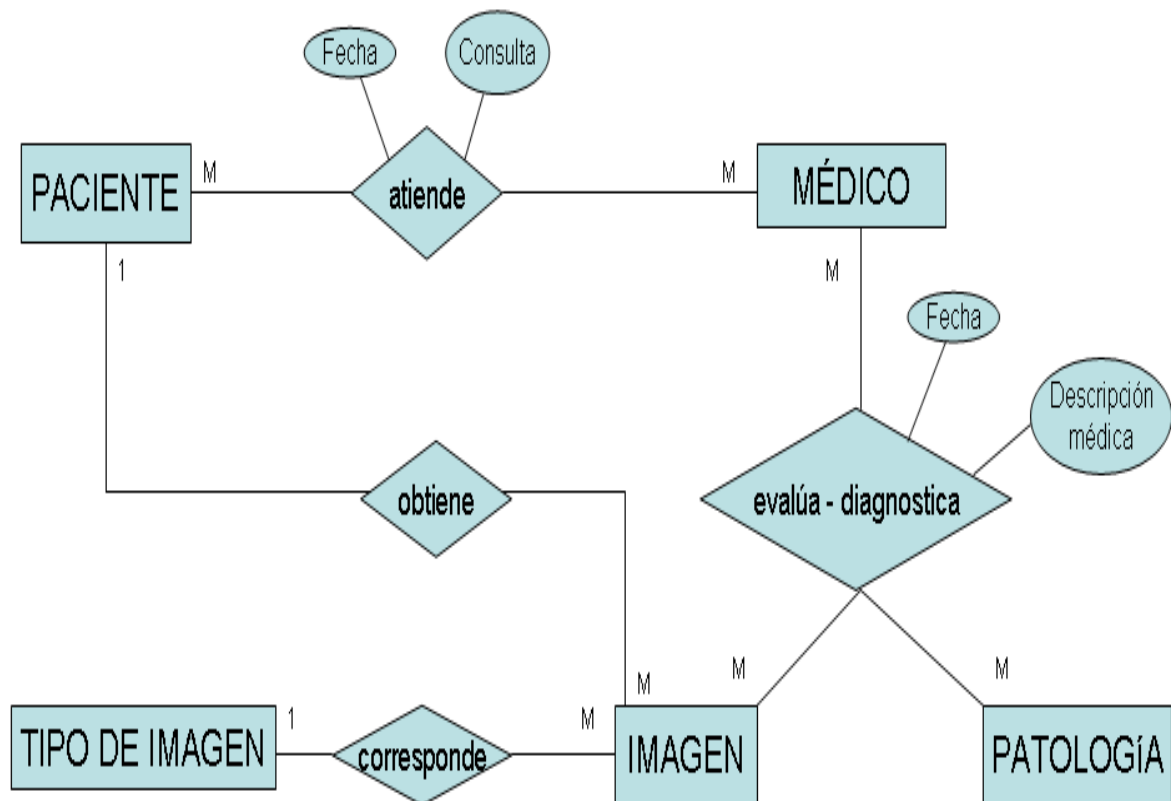 Fecha
Consulta
PACIENTE
M
atiende
M
MÉDICO
1
M
Fecha
Descripción
médica
obtiene
evalúa - diagnostica
M
M
M
TIPO DE IMAGEN
1
corresponde
M
IMAGEN
PATOLOGíA